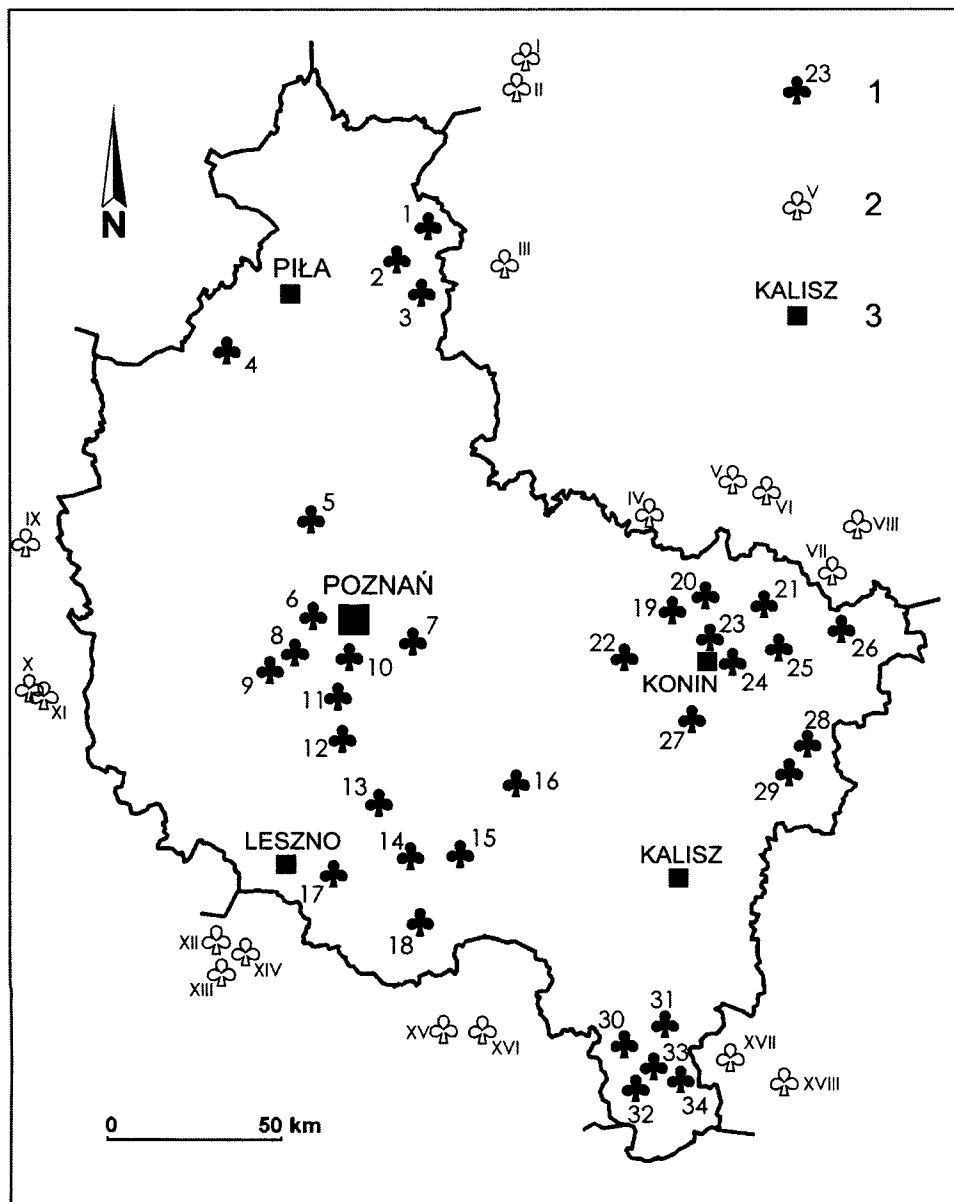 I
II
23
1
N
1
V
2
2
III
PIŁA
3
KALISZ
3
4
V
VI
IV
VIII
5
IX
VII
20
21
POZNAŃ
6
19
7
23
26
8
22
25
10
9
X
KONIN
24
XI
11
27
28
12
16
29
13
LESZNO
14
15
KALISZ
17
18
XII
XIV
XIII
31
XV
XVI
30
33
XVII
XVIII
32
34
0 50 km